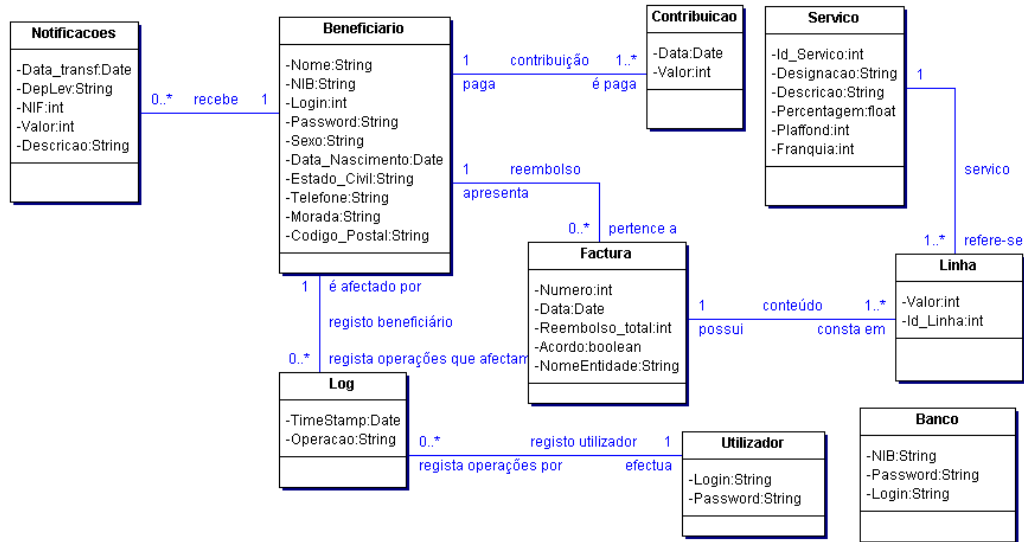 Notificacoes
-Data_transf:Date
-DepLev:String
-NIF:int
-Valor:int
-Descricao:String
0..* recebe 1
Beneficiario
-Nome:String
-NIB:String
-Login:int
-Password:String
-Sexo:String
-Data_Nascimento:Date
-Estado_Civil:String
-Telefone:String
-Morada:String
-Codigo_Postal:String
1 contribuição 1..*
paga é paga
Contribuicao
-Data:Date
-Valor:int
Servico
-Id_Servico:int
-Designacao:String
-Descricao:String
-Percentagem:float
-Plaffond:int
-Franquia:int
1
servico
1..* refere-se
1 reembolso
apresenta
0..* pertence a
Factura
-Numero:int
-Data:Date
-Reembolso_total:int
-Acordo:boolean
-NomeEntidade:String
1 conteúdo 1..*
possui consta em
Linha
-Valor:int
-Id_Linha:int
1 é afectado por
registo beneficiário
0..* regista operações que afectam
Log
-TimeStamp:Date
-Operacao:String
0..* registo utilizador 1
regista operações por efectua
Utilizador
-Login:String
-Password:String
Banco
-NIB:String
-Password:String
-Login:String